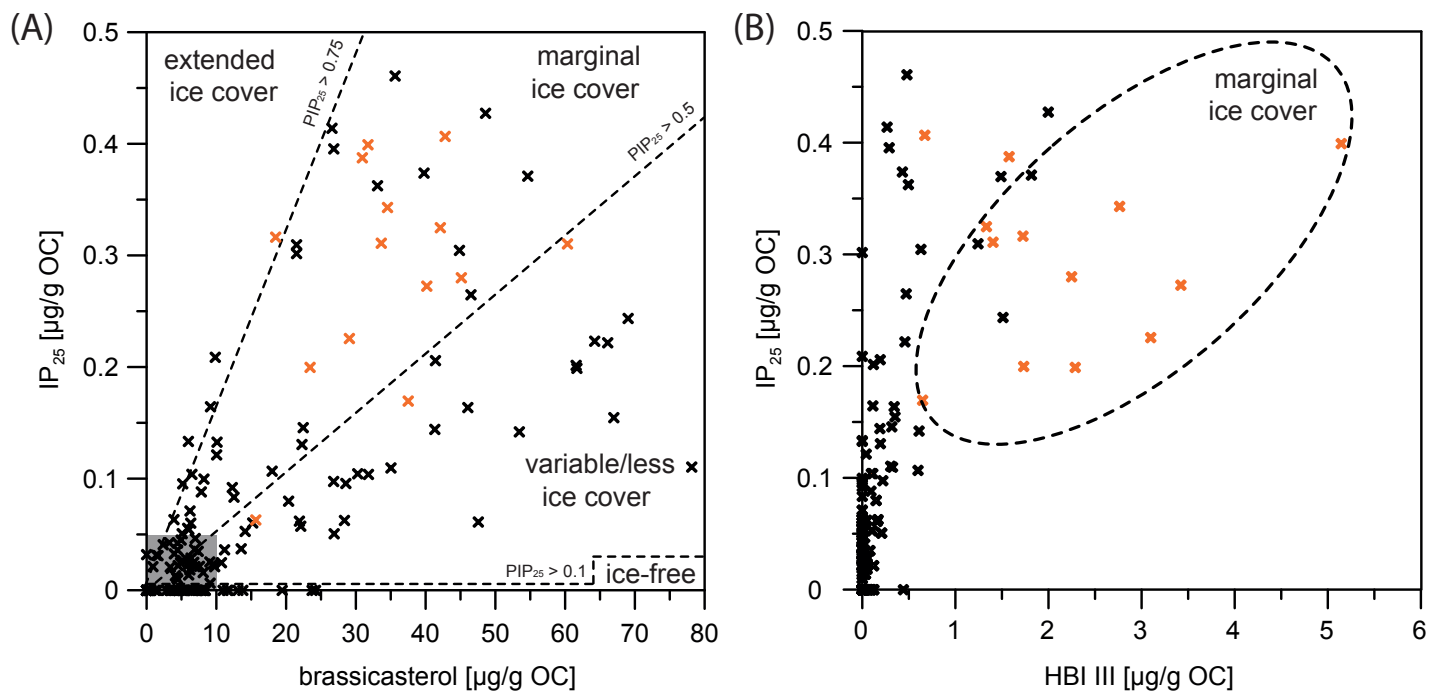 (A)
0.5
0.4
0.3
0.2
0.1
0
IP25 [µg/g OC]
extended
ice cover
PIP25 > 0.75
marginal
ice cover
PIP25 > 0.5
variable/less
ice cover
PIP25 > 0.1
ice-free
0 10 20 30 40 50 60 70 80
brassicasterol [µg/g OC]
(B)
0.5
0.4
0.3
0.2
0.1
0
IP25 [µg/g OC]
marginal
ice cover
0 1 2 3 4 5 6
HBI III [µg/g OC]